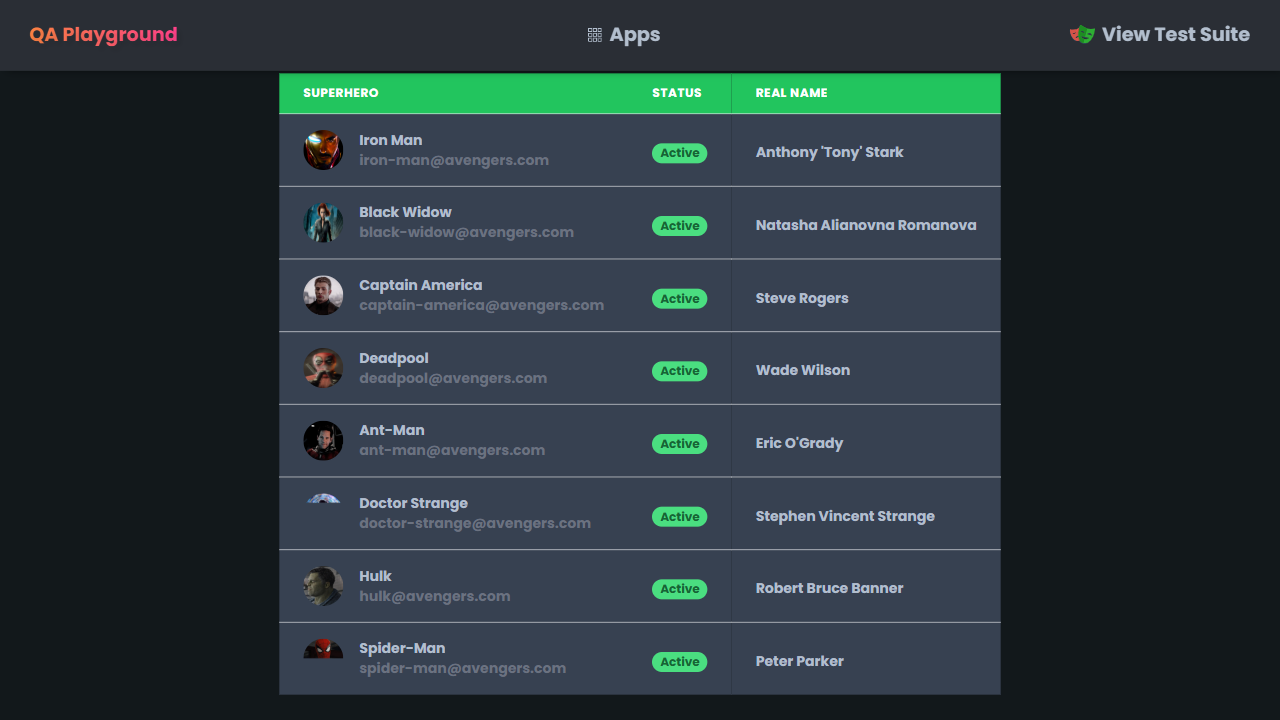 QA Playground
Apps
View Test Suite
SUPERHERO STATUS REAL NAME
Iron Man
iron-man@avengers.com
Active
Anthony 'Tony' Stark
Black Widow
black-widow@avengers.com
Active
Natasha Alianovna Romanova
Captain America
captain-america@avengers.com
Active
Steve Rogers
Deadpool
deadpool@avengers.com
Active
Wade Wilson
Ant-Man
ant-man@avengers.com
Active
Eric O'Grady
Doctor Strange
doctor-strange@avengers.com
Active
Stephen Vincent Strange
Hulk
hulk@avengers.com
Active
Robert Bruce Banner
Spider-Man
spider-man@avengers.com
Active
Peter Parker